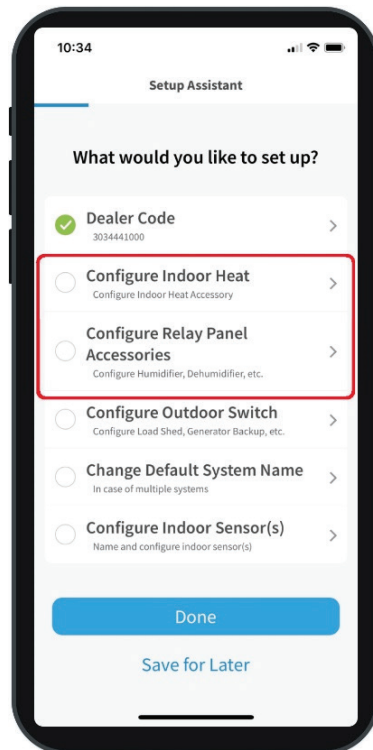 10:34
Setup Assistant
What would you like to set up?
Dealer Code
3034441000
Configure Indoor Heat
Configure Indoor Heat Accessory
Configure Relay Panel
Accessories
Configure Humidifier, Dehumidifier, etc.
Configure Outdoor Switch
Configure Load Shed, Generator Backup, etc.
Change Default System Name
In case of multiple systems
Configure Indoor Sensor(s)
Name and configure indoor sensor(s)
Done
Save for Later